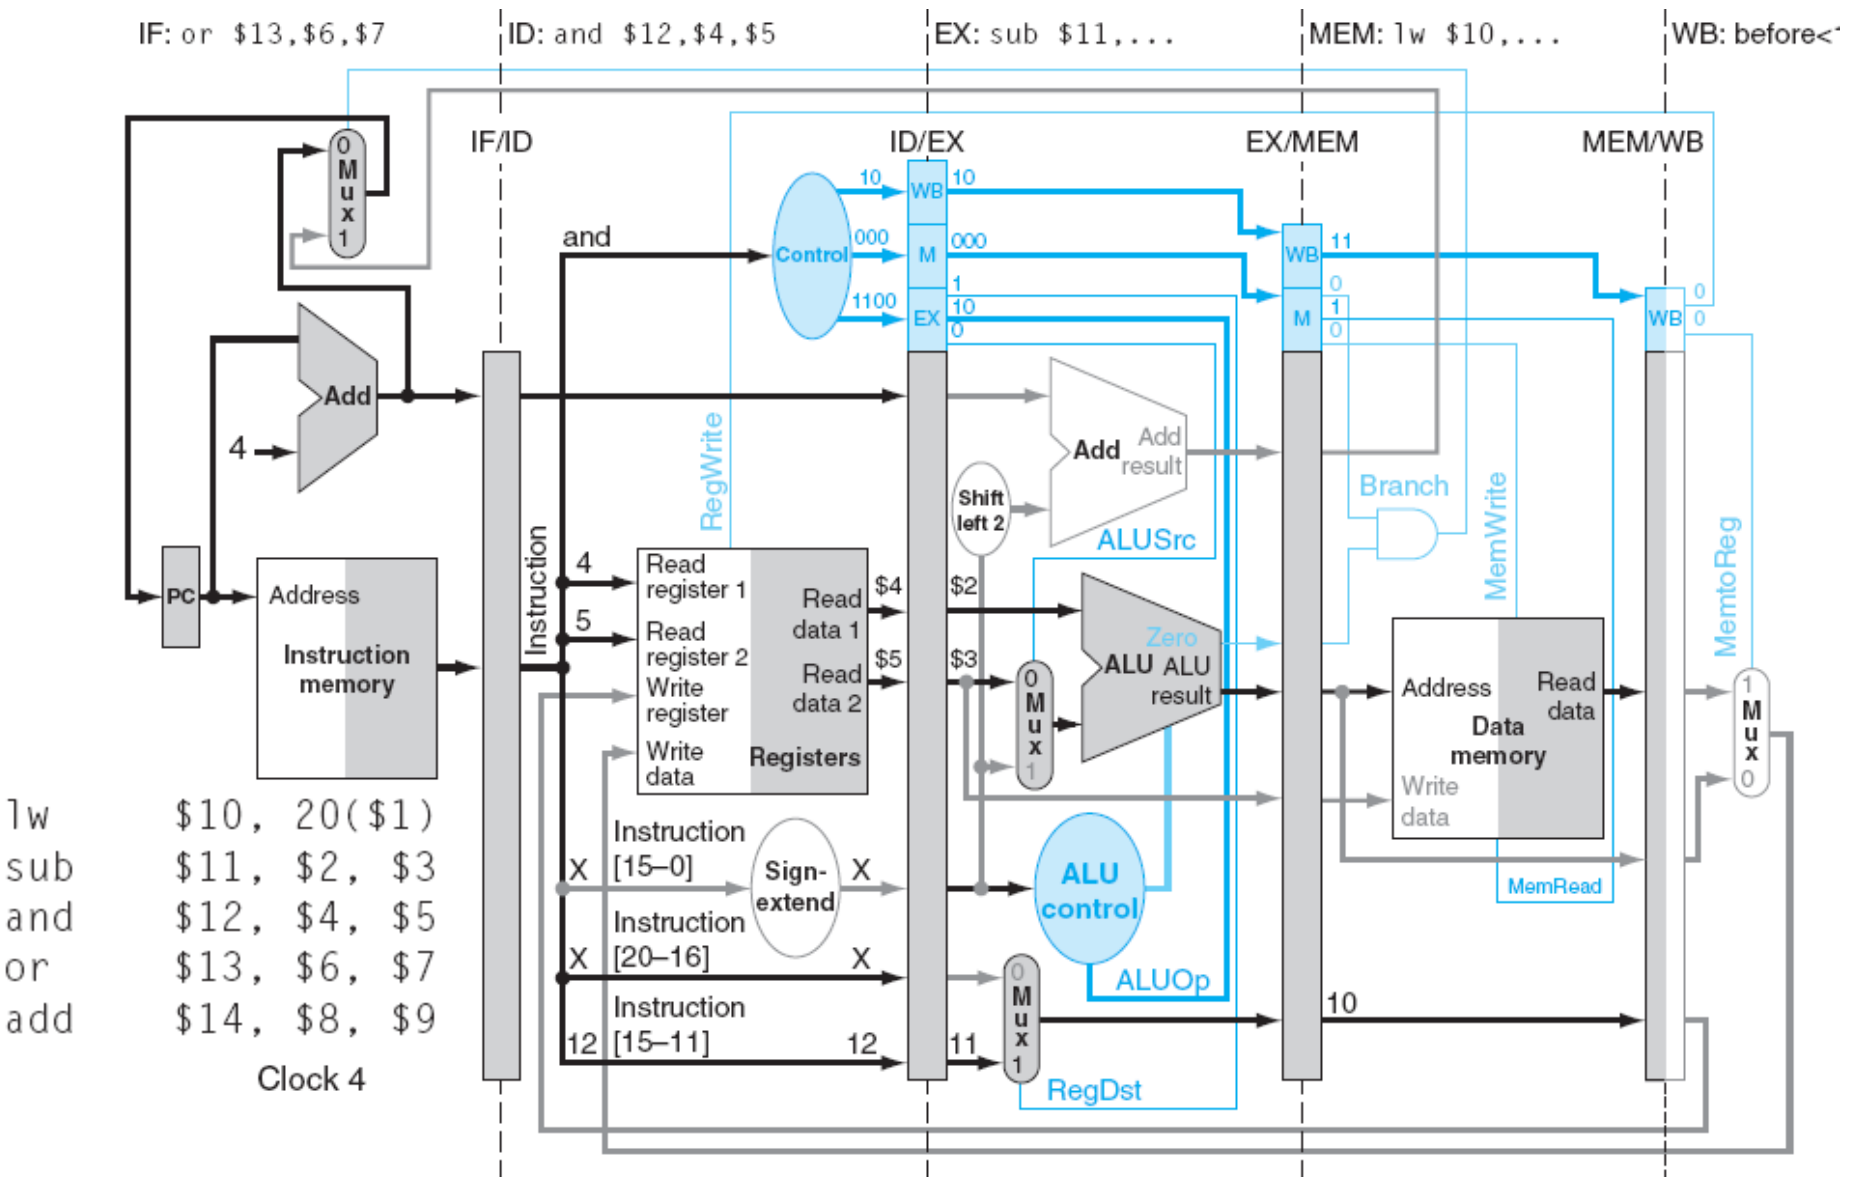 IF: or $13,$6,$7
ID: and $12,$4,$5
EX: sub $11,...
MEM: lw $10,...
WB: before<1
IF/ID
ID/EX
EX/MEM
MEM/WB
0
M
u
x
1
and
Control
10
000
1100
WB
M
EX
10
000
1
10
0
WB
M
11
0
1
0
WB
0
0
Add
4
RegWrite
Shift
left 2
Add
Add
result
ALUSrc
Branch
MemWrite
MemtoReg
PC
Address
Instruction
memory
Instruction
4
5
Read
register 1
Read
register 2
Write
register
Write
data
Read
data 1
Read
data 2
Registers
$4
$5
$2
$3
0
M
u
x
1
Zero
ALU
ALU
result
Address
Read
data
Data
memory
Write
data
MemRead
1
M
u
x
0
Instruction
[15–0]
X
Sign-
extend
X
ALU
control
Instruction
[20–16]
X
X
ALUOp
Instruction
[15–11]
12
12
11
0
M
u
x
1
10
RegDst
lw $10, 20($1)
sub $11, $2, $3
and $12, $4, $5
or $13, $6, $7
add $14, $8, $9
Clock 4